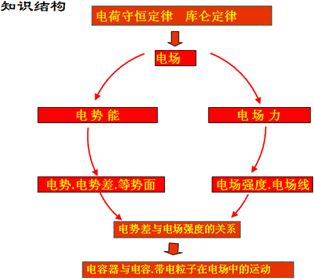 知识结构
电荷守恒定律 库仑定律
电场
电势能
电场力
电势.电势差.等势面
电场强度.电场线
电势差与电场强度的关系
电容器与电容.带电粒子在电场中的运动